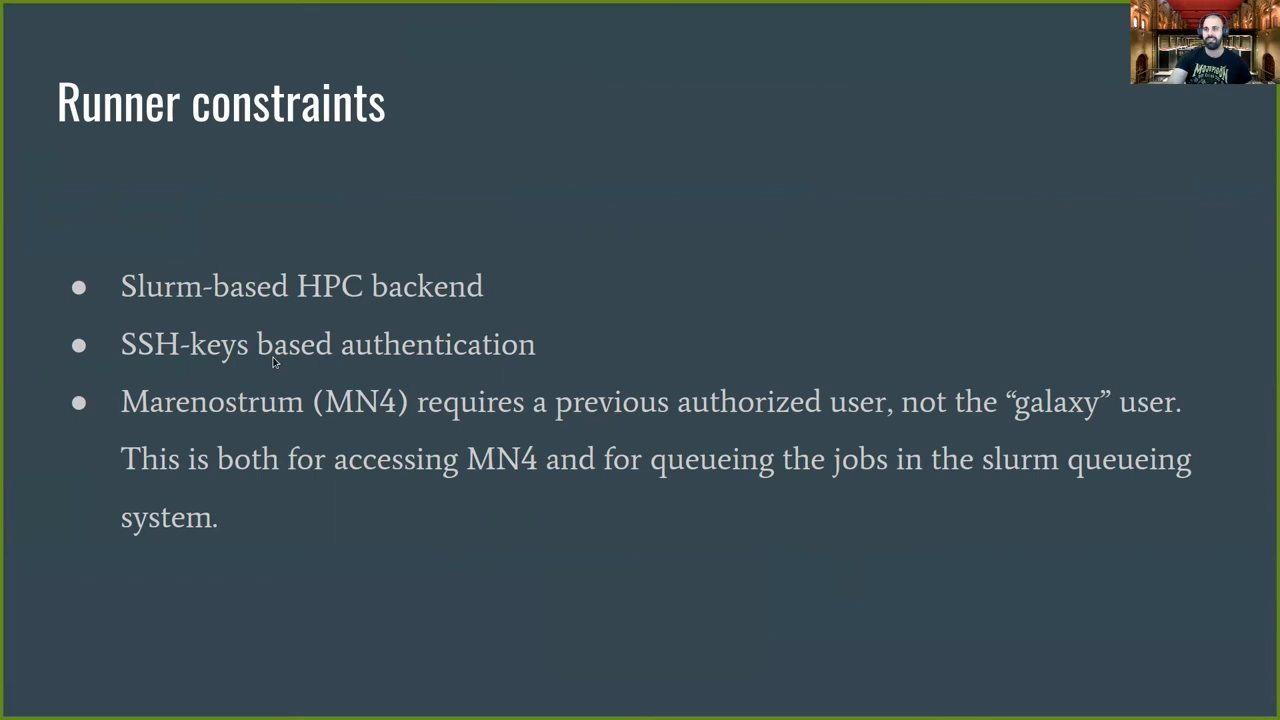 Runner constraints
● Slurm-based HPC backend
● SSH-keys based authentication
● Marenostrum (MN4) requires a previous authorized user, not the “galaxy” user.
This is both for accessing MN4 and for queueing the jobs in the slurm queueing
system.